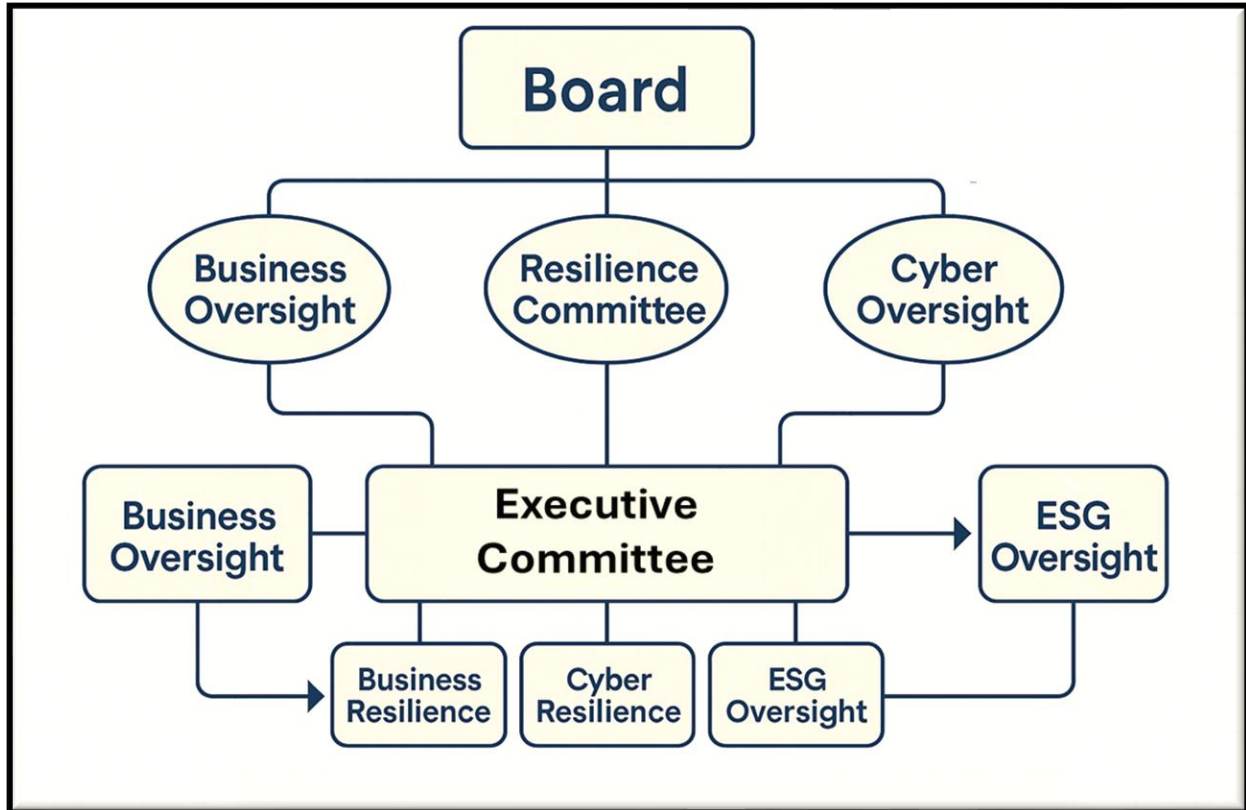 Board
Business
Oversight
Resilience
Committee
Cyber
Oversight
Business
Oversight
Executive
Committee
ESG
Oversight
Business
Resilience
Cyber
Resilience
ESG
Oversight